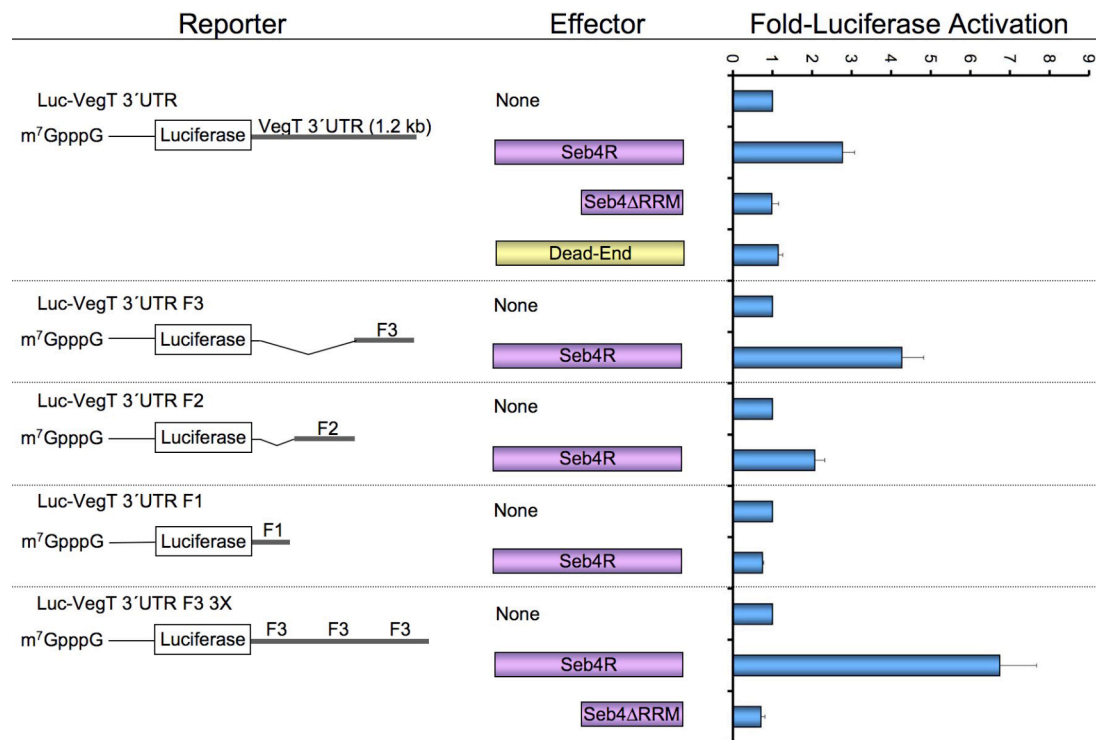 Reporter Effector Fold-Luciferase Activation
0 1 2 3 4 5 6 7 8 9
Luc-VegT 3´UTR
None
m7GpppG Luciferase VegT 3´UTR (1.2 kb)
Seb4R
Seb4ΔRRM
Dead-End
Luc-VegT 3´UTR F3
None
m7GpppG Luciferase F3
Seb4R
Luc-VegT 3´UTR F2
None
m7GpppG Luciferase F2
Seb4R
Luc-VegT 3´UTR F1
None
m7GpppG Luciferase F1
Seb4R
Luc-VegT 3´UTR F3 3X
None
m7GpppG Luciferase F3 F3 F3
Seb4R
Seb4ΔRRM